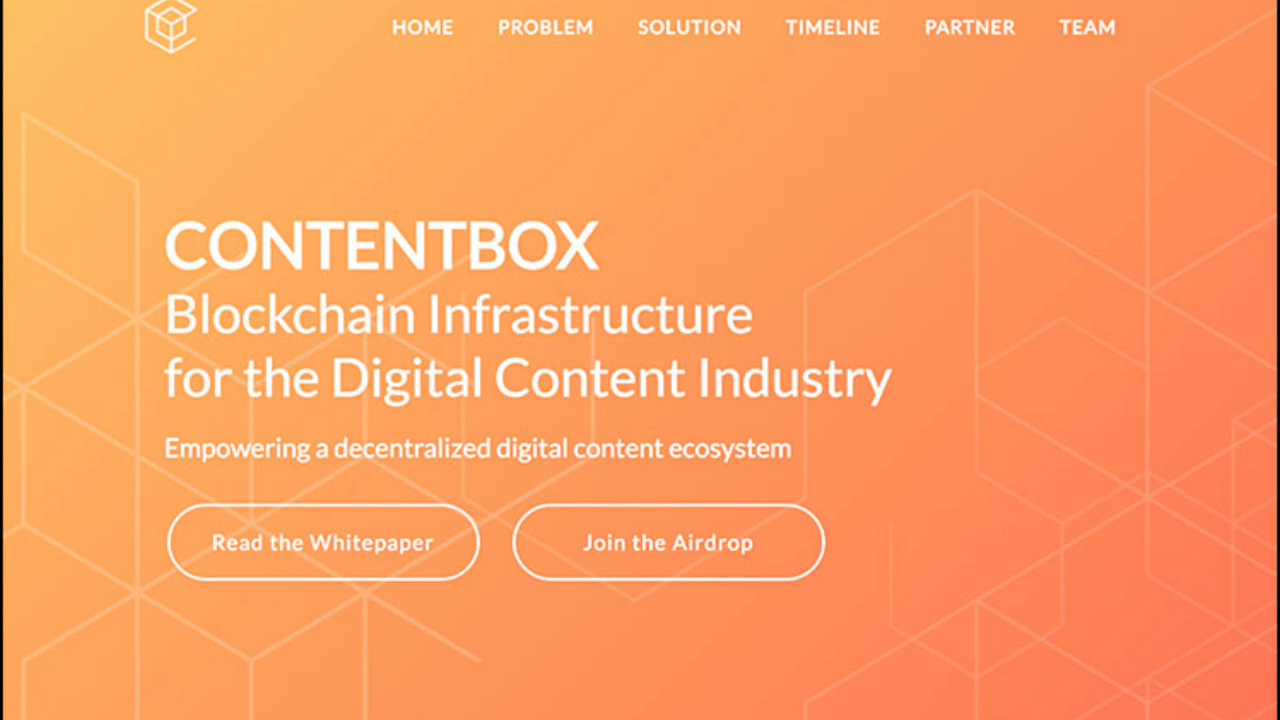 HOME PROBLEM SOLUTION TIMELINE PARTNER TEAM
CONTENTBOX
Blockchain Infrastructure
for the Digital Content Industry
Empowering a decentralized digital content ecosystem
Read the Whitepaper Join the Airdrop